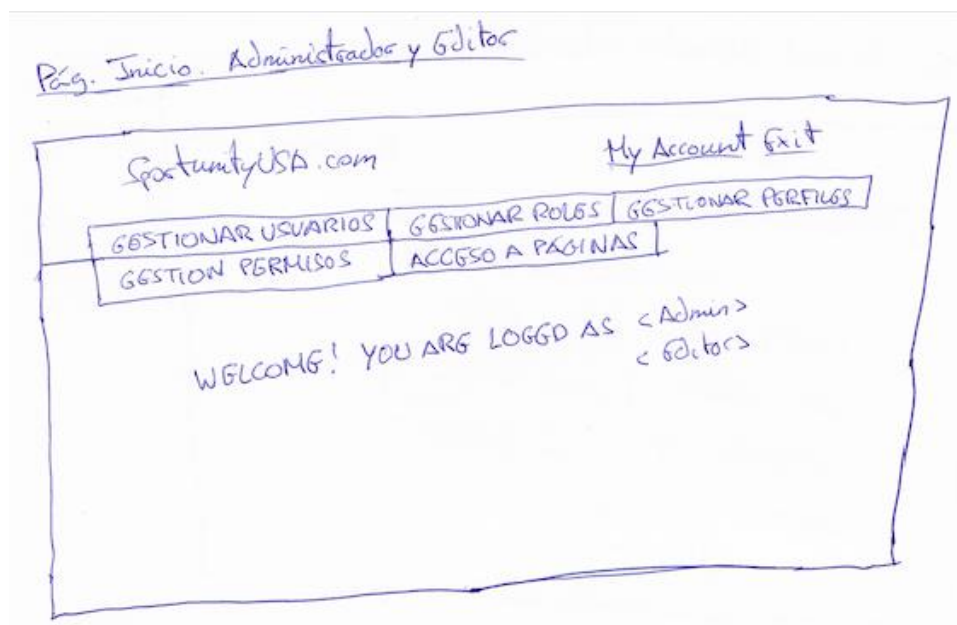 Pág. Inicio. Administrador y Editor
SportunityUSA.com
My Account Exit
GESTIONAR USUARIOS GESTIONAR ROLES GESTIONAR PERFILES
GESTION PERMISOS ACCESO A PÁGINAS
WELCOME! YOU ARE LOGGD AS <Admin>
<Editor>